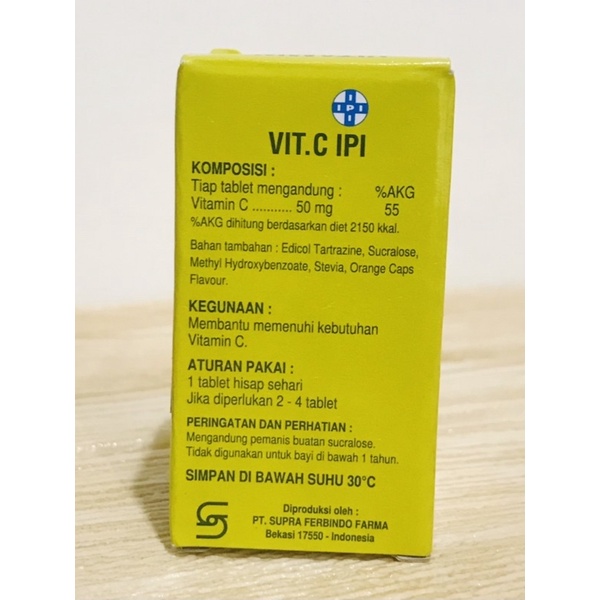 IPI
VIT.C IPI
KOMPOSISI :
Tiap tablet mengandung : %AKG
Vitamin C ........... 50 mg 55
%AKG dihitung berdasarkan diet 2150 kkal.
Bahan tambahan : Edicol Tartrazine, Sucralose,
Methyl Hydroxybenzoate, Stevia, Orange Caps
Flavour.
KEGUNAAN :
Membantu memenuhi kebutuhan
Vitamin C.
ATURAN PAKAI :
1 tablet hisap sehari
Jika diperlukan 2 - 4 tablet
PERINGATAN DAN PERHATIAN :
Mengandung pemanis buatan sucralose.
Tidak digunakan untuk bayi di bawah 1 tahun.
SIMPAN DI BAWAH SUHU 30°C
Diproduksi oleh :
PT. SUPRA FERBINDO FARMA
Bekasi 17550 - Indonesia